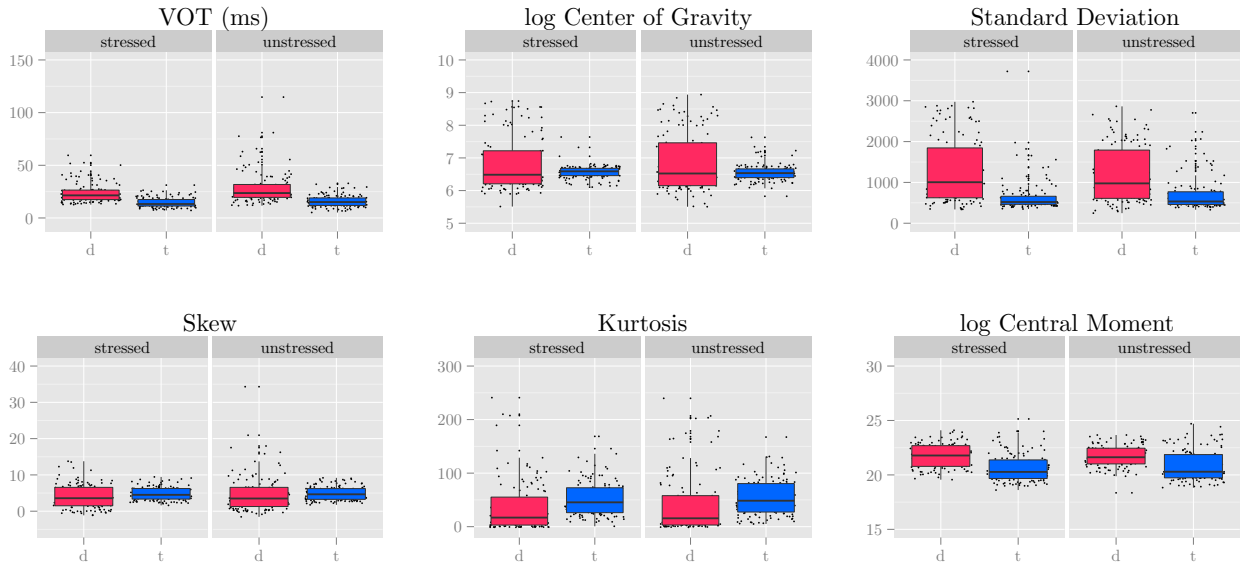 VOT (ms)
stressed unstressed
150
100
50
0
d t d t
log Center of Gravity
stressed unstressed
10
9
8
7
6
5
d t d t
Standard Deviation
stressed unstressed
4000
3000
2000
1000
0
d t d t
Skew
stressed unstressed
40
30
20
10
0
d t d t
Kurtosis
stressed unstressed
300
200
100
0
d t d t
log Central Moment
stressed unstressed
30
25
20
15
d t d t